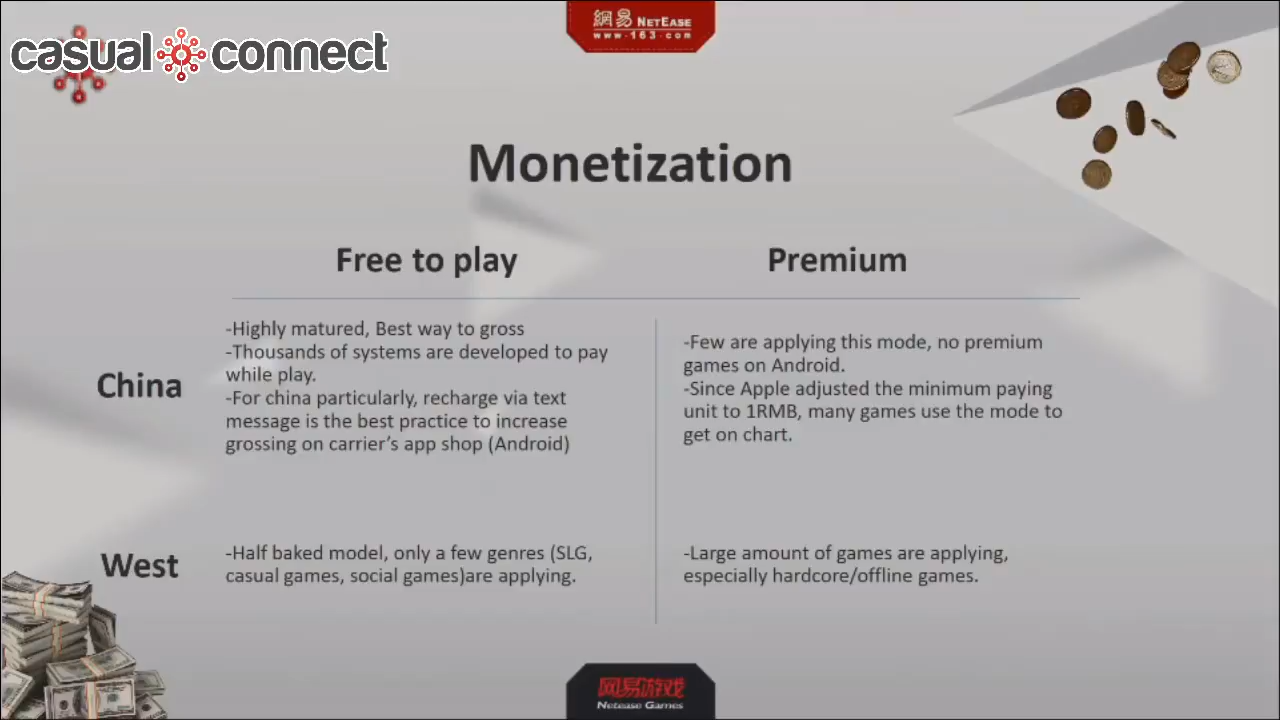 casual connect
網易 NETEASE
www.163.com
Monetization
Free to play
Premium
China
-Highly matured, Best way to gross
-Thousands of systems are developed to pay
while play.
-For china particularly, recharge via text
message is the best practice to increase
grossing on carrier's app shop (Android)
-Few are applying this mode, no premium
games on Android.
-Since Apple adjusted the minimum paying
unit to 1RMB, many games use the mode to
get on chart.
West
-Half baked model, only a few genres (SLG,
casual games, social games)are applying.
-Large amount of games are applying,
especially hardcore/offline games.
网易游戏
Netease Games